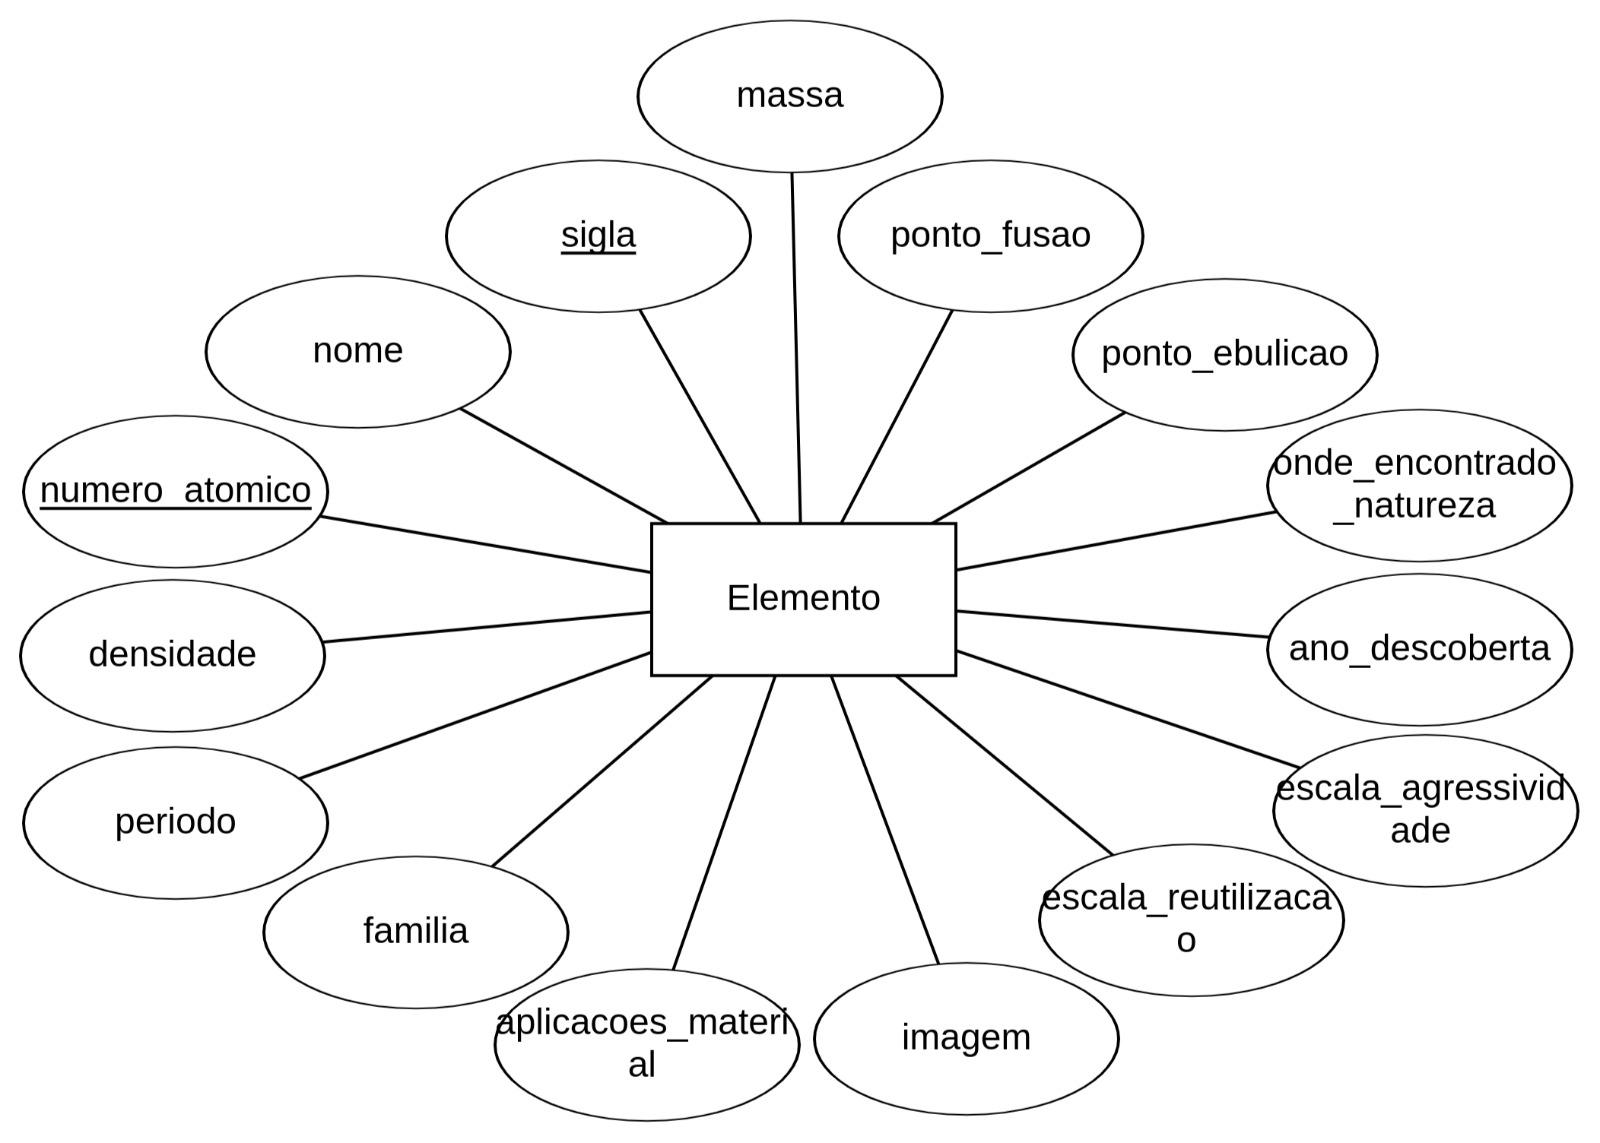 massa
sigla
ponto_fusao
nome
ponto_ebulicao
onde_encontrado
_natureza
numero_atomico
Elemento
densidade
ano_descoberta
escala_agressivid
ade
periodo
escala_reutilizaca
o
familia
aplicacoes_materi
al
imagem